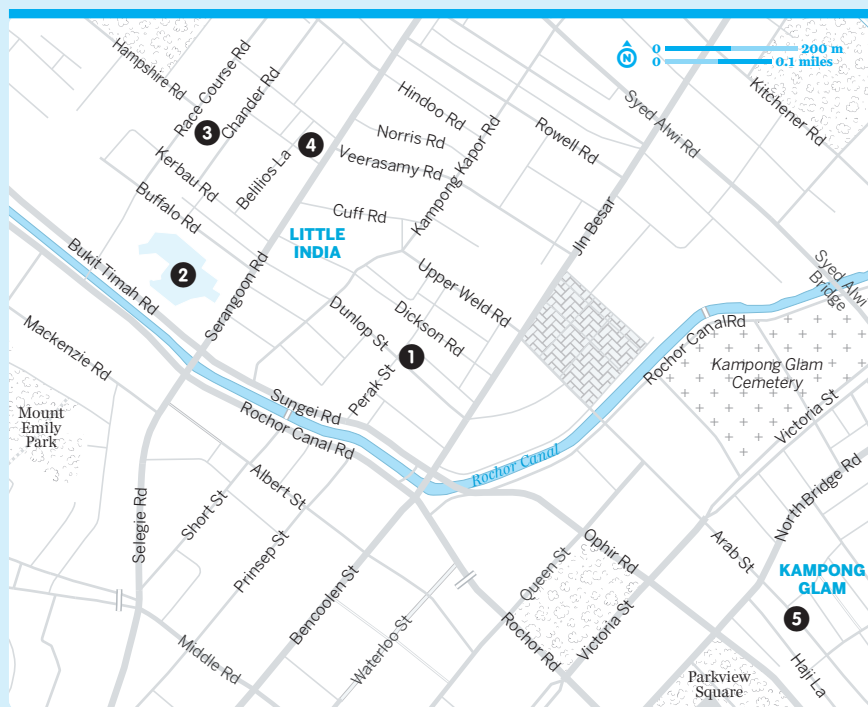 Hampshire Rd
Race Course Rd
Chander Rd
3
4
Kerbau Rd
Belilios La
Buffalo Rd
Hindoo Rd
Norris Rd
Veerasamy Rd
Kampong Kapor Rd
Rowell Rd
Syed Alwi Rd
Kitchener Rd
N
0 200 m
0 0.1 miles
Cuff Rd
LITTLE
INDIA
Jln Besar
Bukit Timah Rd
2
Serangoon Rd
Upper Weld Rd
Dickson Rd
Dunlop St
1
Perak St
Syed Alwi
Bridge
Mackenzie Rd
Sungei Rd
Rochor Canal Rd
Rochor CanalRd
Kampong Glam
Cemetery
Victoria St
Mount
Emily
Park
Rochor Canal
Selegie Rd
Short St
Albert St
Prinsep St
Bencoolen St
Waterloo St
Middle Rd
Rochor Rd
Queen St
Ophir Rd
Victoria St
Arab St
NorthBridge Rd
KAMPONG
GLAM
5
Haji La
Parkview
Square